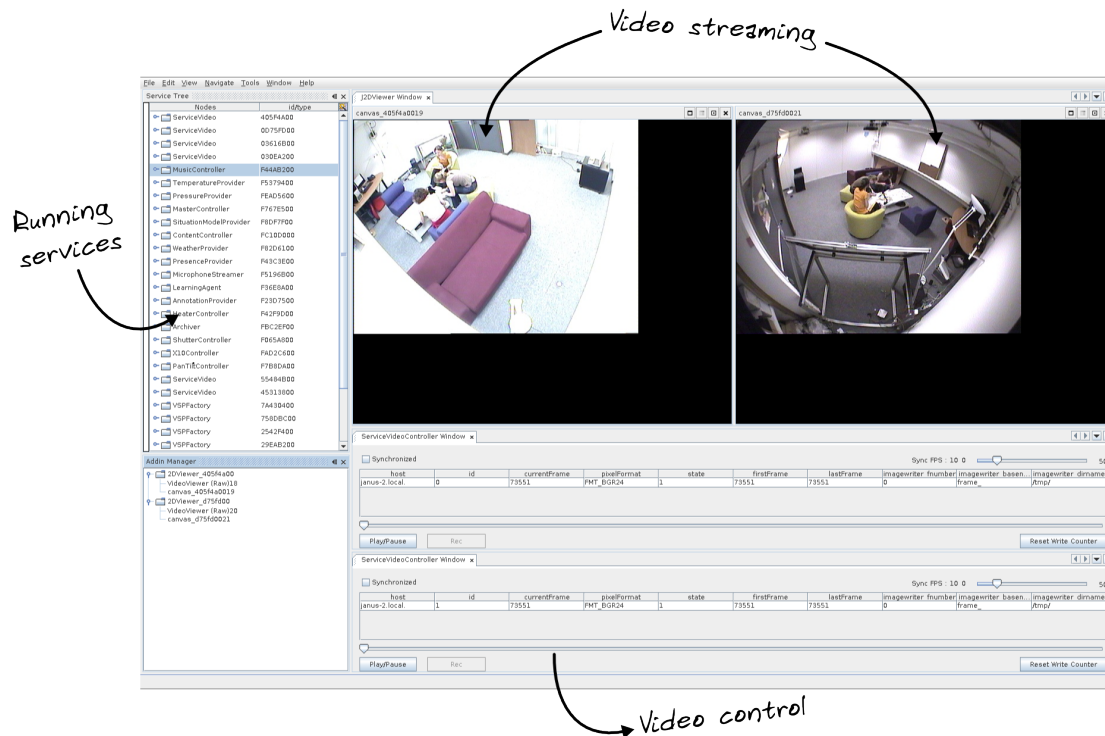 Video streaming
File Edit View Navigate Tools Window Help
Service Tree
Nodes id/type
ServiceVideo 405F4A00
ServiceVideo 0D75FD00
ServiceVideo 03616B00
ServiceVideo 030EA200
MusicController F44AB200
TemperatureProvider F5379400
PressureProvider FEAD5600
MasterController F767E500
SituationModelProvider F8DF7F00
ContentController FC10D000
WeatherProvider F82D6100
PresenceProvider F43C3E00
MicrophoneStreamer F5196B00
LearningAgent F36E8A00
AnnotationProvider F23D7500
HeaterController F42F9D00
Archiver FBC2EF00
ShutterController F065A800
X10Controller FAD2C600
PanTiltController F7B8DA00
ServiceVideo 55484B00
ServiceVideo 45313800
VSPFactory 7A430400
VSPFactory 758DBC00
VSPFactory 2542F400
VSPFactory 29EAB200
Running
services
Addin Manager
2DViewer_405f4a00
VideoViewer (Raw)18
canvas_405f4a0019
2DViewer_d75fd00
VideoViewer (Raw)20
canvas_d75fd0021
J2DViewer Window
canvas_405f4a0019
canvas_d75fd0021
ServiceVideoController Window
Synchronized Sync FPS : 10 0 50
host id currentFrame pixelFormat state firstFrame lastFrame imagewriter fnumber imagewriter basen... imagewriter dirname
janus-2.local. 0 73551 FMT_BGR24 1 73551 73551 0 frame_ /tmp/
Play/Pause Rec Reset Write Counter
ServiceVideoController Window
Synchronized Sync FPS : 10 0 50
host id currentFrame pixelFormat state firstFrame lastFrame imagewriter fnumber imagewriter basen... imagewriter dirname
janus-2.local. 1 73551 FMT_BGR24 1 73551 73551 0 frame_ /tmp/
Play/Pause Rec Reset Write Counter
Video control